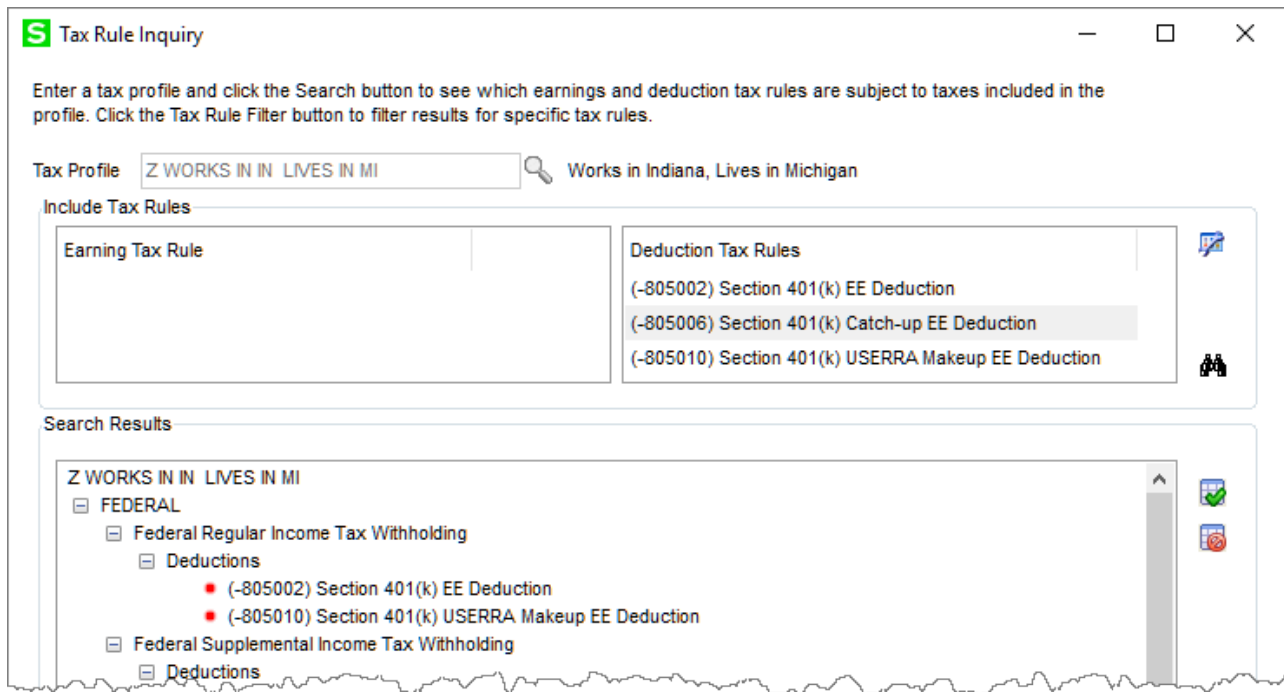 S Tax Rule Inquiry
Enter a tax profile and click the Search button to see which earnings and deduction tax rules are subject to taxes included in the
profile. Click the Tax Rule Filter button to filter results for specific tax rules.
Tax Profile Z WORKS IN IN  LIVES IN MI Works in Indiana, Lives in Michigan
Include Tax Rules
Earning Tax Rule
Deduction Tax Rules
(-805002) Section 401(k) EE Deduction
(-805006) Section 401(k) Catch-up EE Deduction
(-805010) Section 401(k) USERRA Makeup EE Deduction
Search Results
Z WORKS IN IN  LIVES IN MI
FEDERAL
Federal Regular Income Tax Withholding
Deductions
(-805002) Section 401(k) EE Deduction
(-805010) Section 401(k) USERRA Makeup EE Deduction
Federal Supplemental Income Tax Withholding
Deductions